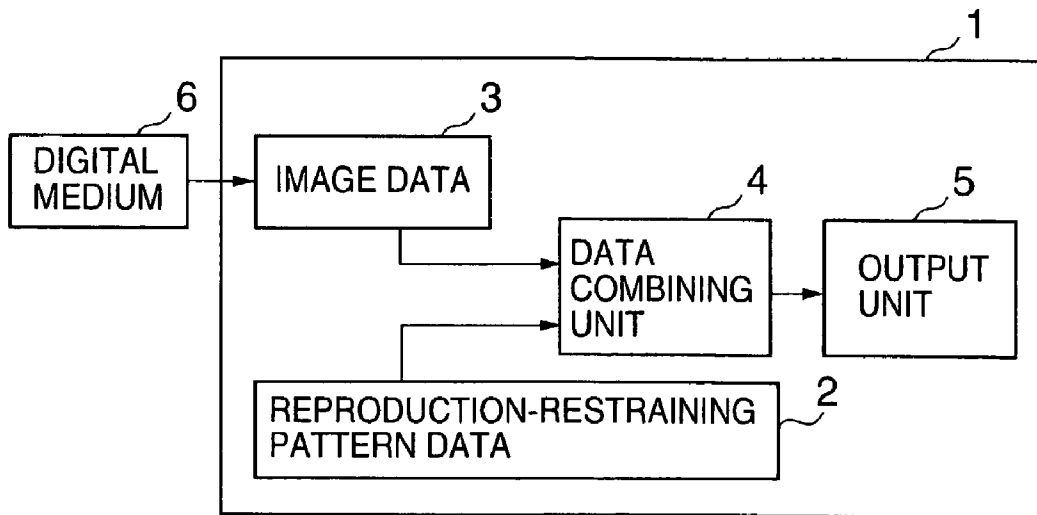 1
6
3
DIGITAL
MEDIUM
IMAGE DATA
4
5
DATA
COMBINING
UNIT
OUTPUT
UNIT
2
REPRODUCTION-RESTRAINING
PATTERN DATA